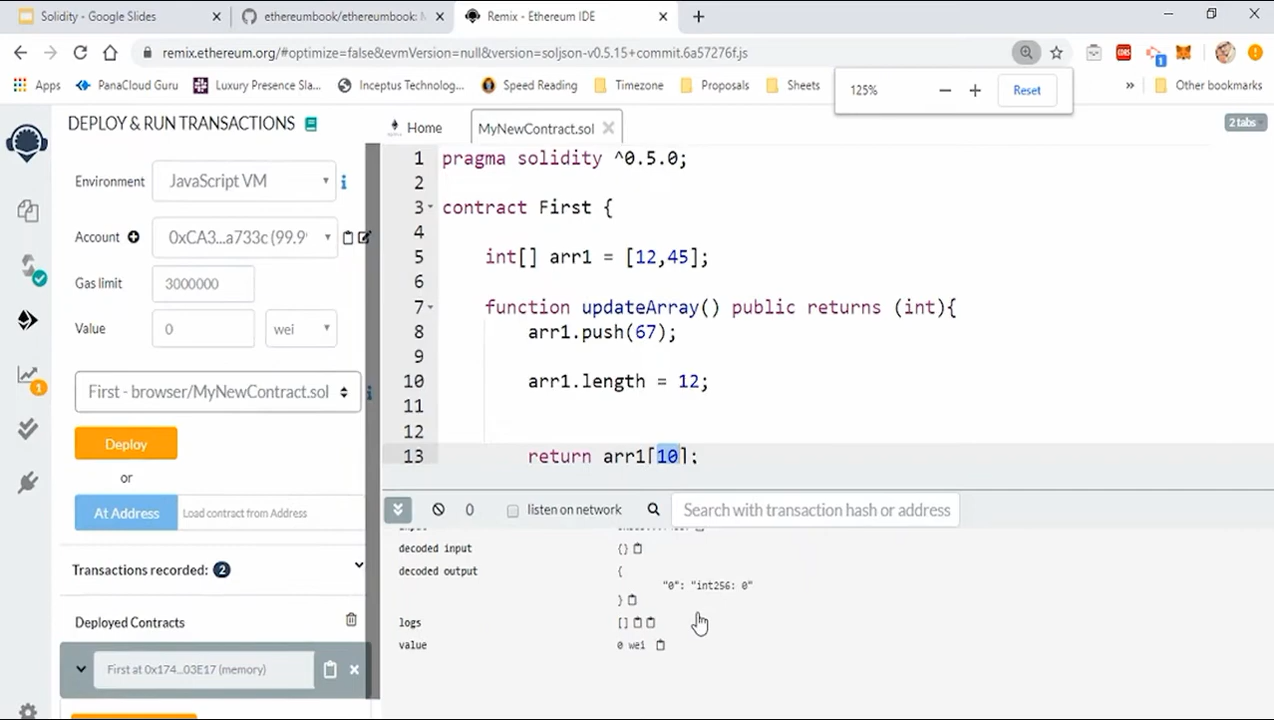 Solidity - Google Slides
ethereumbook/ethereumbook: M
Remix - Ethereum IDE
remix.ethereum.org/#optimize=false&evmVersion=null&version=soljson-v0.5.15+commit.6a57276f.js
Apps
PanaCloud Guru
Luxury Presence Sla...
Inceptus Technolog...
Speed Reading
Timezone
Proposals
Sheets
»
Other bookmarks
125%
Reset
DEPLOY & RUN TRANSACTIONS
Home
MyNewContract.sol
2 tabs
Environment
JavaScript VM
Account
0xCA3...a733c (99.9
Gas limit
3000000
Value
0
wei
First - browser/MyNewContract.sol
Deploy
or
At Address
Load contract from Address
Transactions recorded: 2
Deployed Contracts
First at 0x174...03E17 (memory)
1 pragma solidity ^0.5.0;
2
3 contract First {
4
5 int[] arr1 = [12,45];
6
7 function updateArray() public returns (int){
8 arr1.push(67);
9
10 arr1.length = 12;
11
12
13 return arr1[10];
0
listen on network
Search with transaction hash or address
decoded input {}
decoded output {
"0": "int256: 0"
}
logs []
value 0 wei